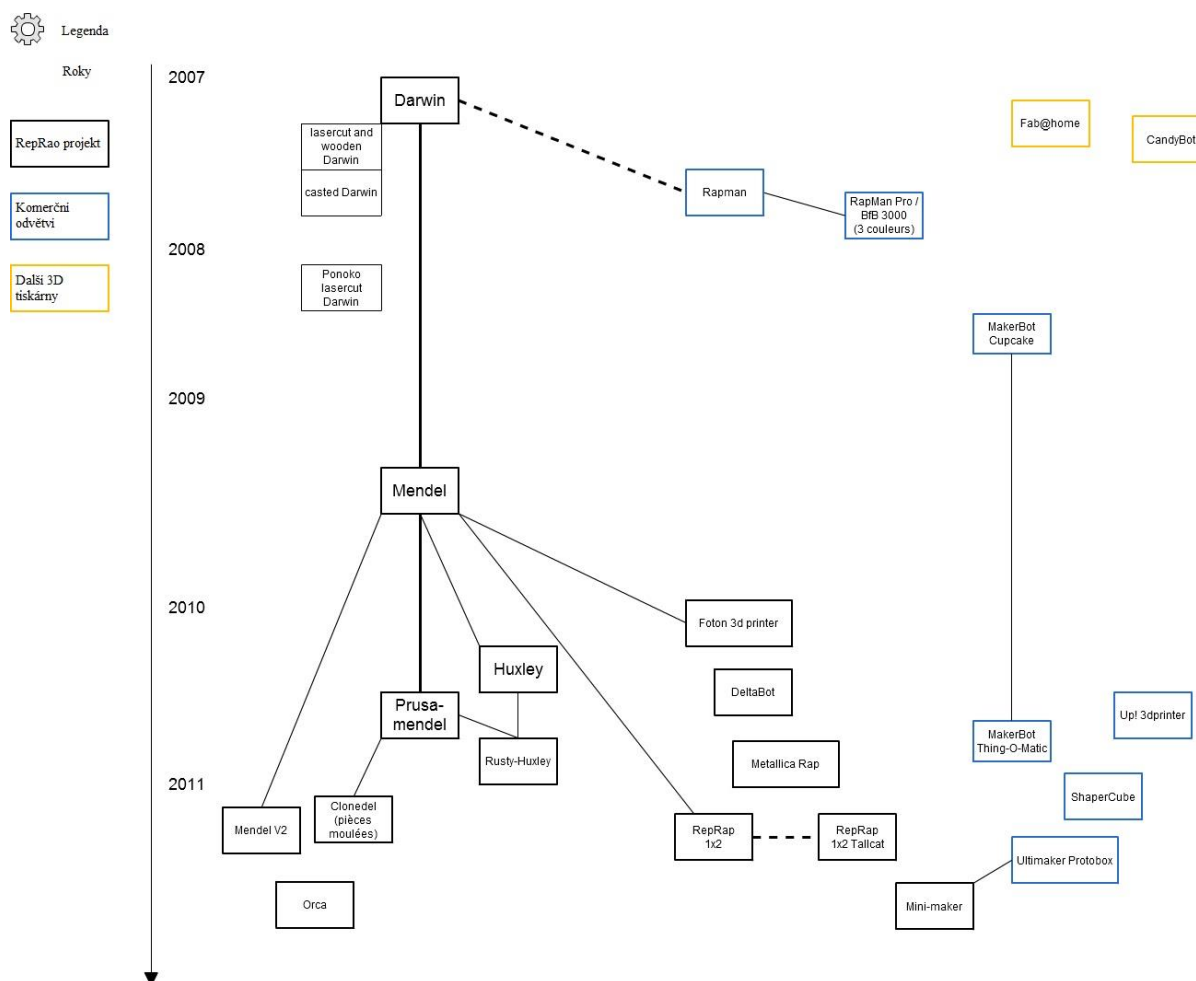 Legenda
Roky
2007
Darwin
Fab@home
CandyBot
RepRao projekt
lasercut and
wooden
Darwin
casted Darwin
Rapman
RapMan Pro /
BfB 3000
(3 couleurs)
Komerční
odvětví
2008
Další 3D
tiskárny
Ponoko
lasercut
Darwin
MakerBot
Cupcake
2009
Mendel
2010
Foton 3d printer
Huxley
DeltaBot
Prusa-
mendel
Up! 3dprinter
MakerBot
Thing-O-Matic
Rusty-Huxley
Metallica Rap
2011
ShaperCube
Clonedel
(pièces
moulées)
Mendel V2
RepRap
1x2
RepRap
1x2 Tallcat
Ultimaker Protobox
Orca
Mini-maker